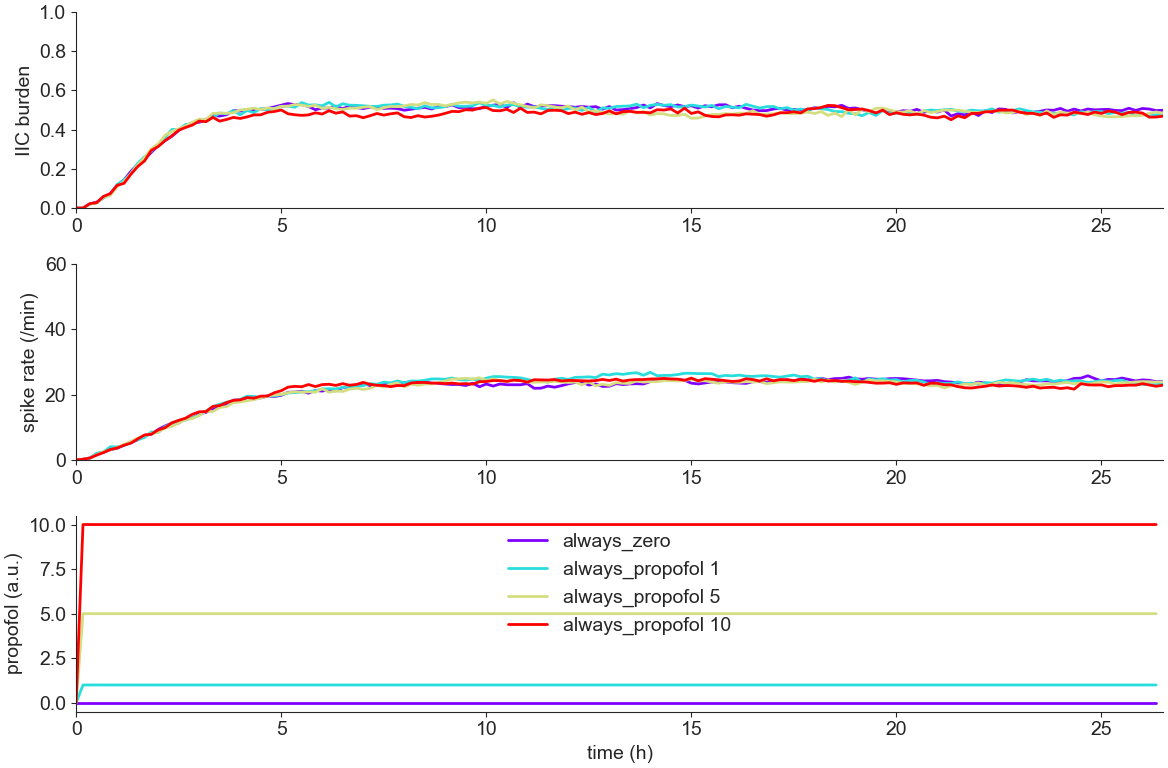 1.0
0.8
0.6
0.4
0.2
0.0
IIC burden
0 5 10 15 20 25
60
40
20
0
spike rate (/min)
0 5 10 15 20 25
10.0
7.5
5.0
2.5
0.0
propofol (a.u.)
always_zero
always_propofol 1
always_propofol 5
always_propofol 10
0 5 10 15 20 25
time (h)